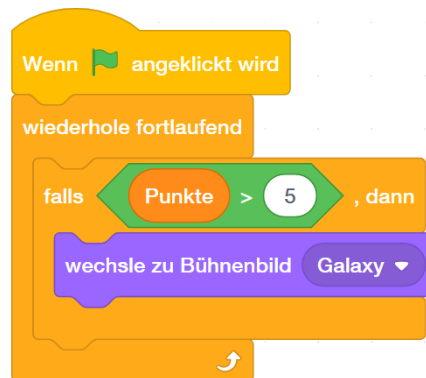 Wenn angeklickt wird
wiederhole fortlaufend
falls Punkte > 5 , dann
wechsle zu Bühnenbild Galaxy